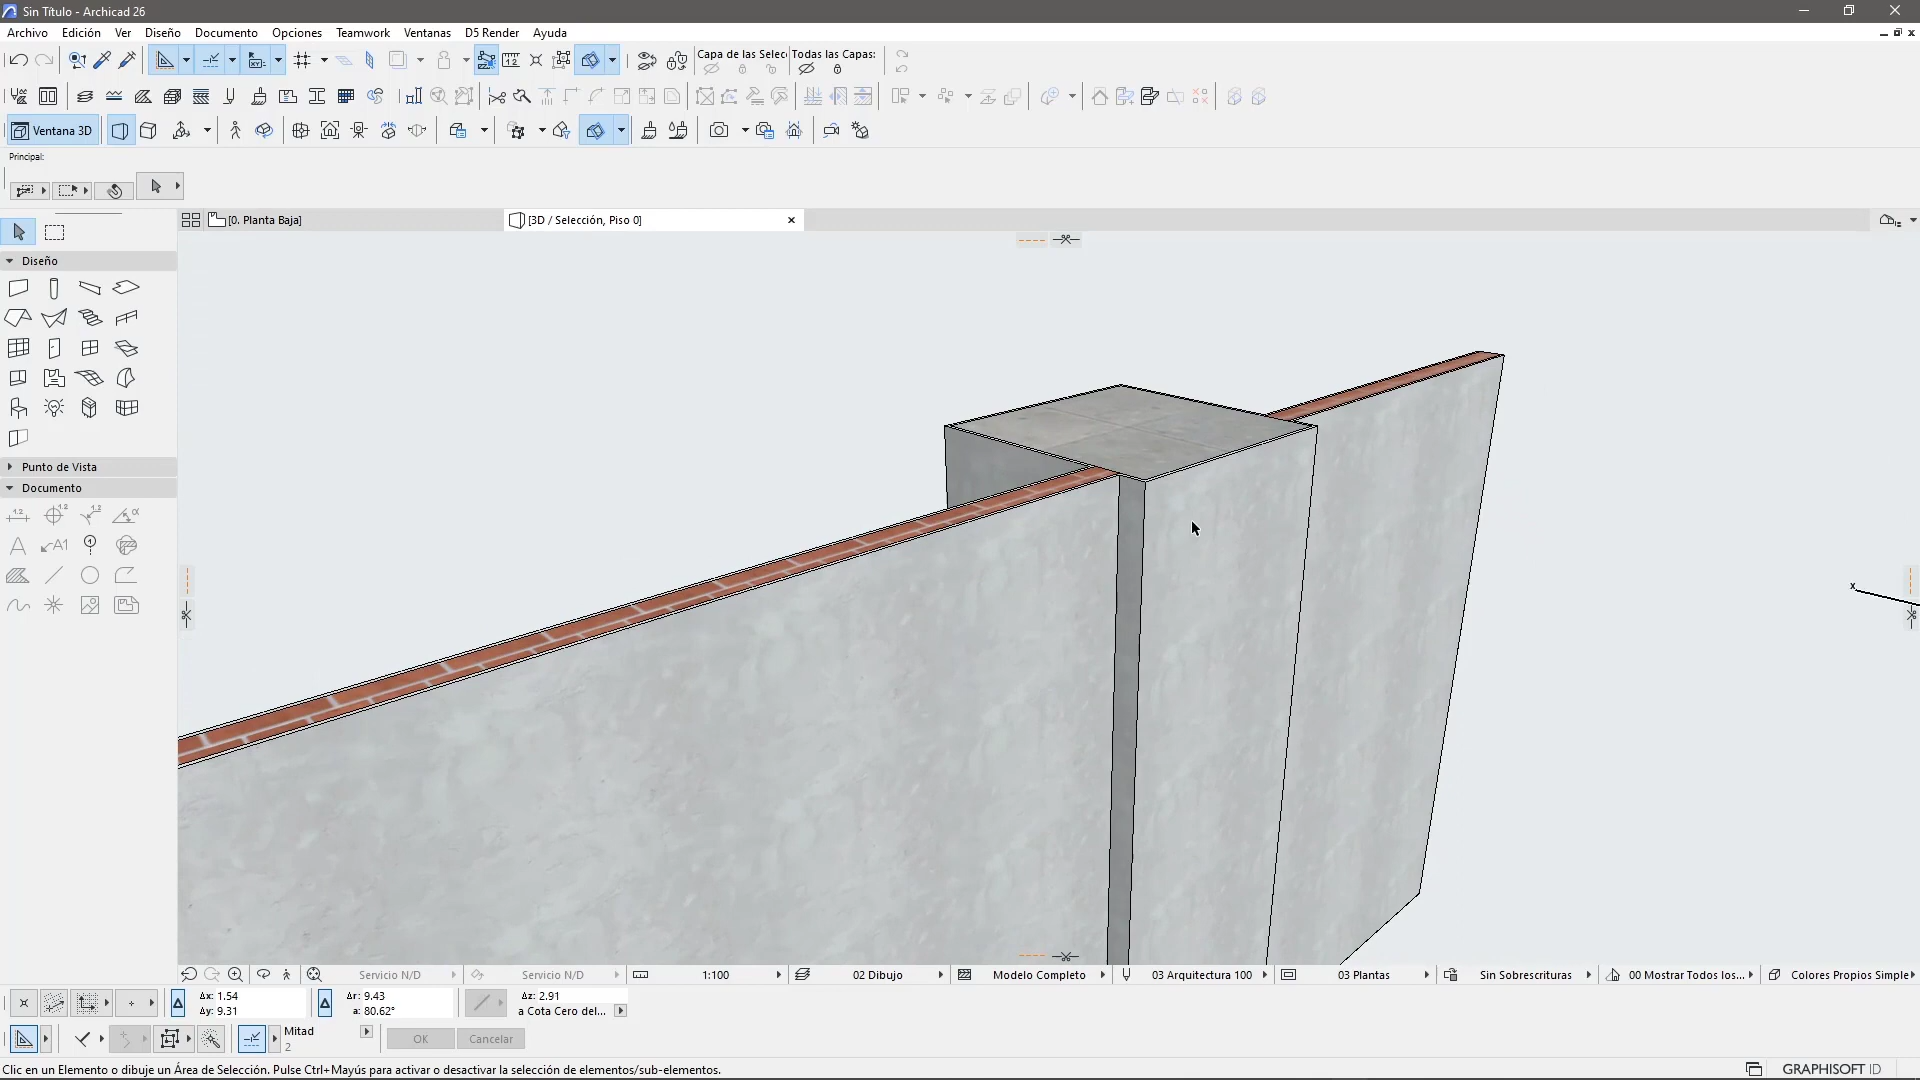 Sin Título - Archicad 26
Archivo Edición Ver Diseño Documento Opciones Teamwork Ventanas D5 Render Ayuda
Capa de las Selec Todas las Capas:
Ventana 3D
Principal:
[0. Planta Baja]
[3D / Selección, Piso 0]
Diseño
Punto de Vista
Documento
x
Servicio N/D
Servicio N/D
1:100
02 Dibujo
Modelo Completo
03 Arquitectura 100
03 Plantas
Sin Sobrescrituras
00 Mostrar Todos los...
Colores Propios Simple
Δx: 1.54
Δy: 9.31
Δr: 9.43
a: 80.62°
Δz: 2.91
a Cota Cero del...
Mitad
2
OK
Cancelar
Clic en un Elemento o dibuje un Área de Selección. Pulse Ctrl+Mayús para activar o desactivar la selección de elementos/sub-elementos.
GRAPHISOFT ID